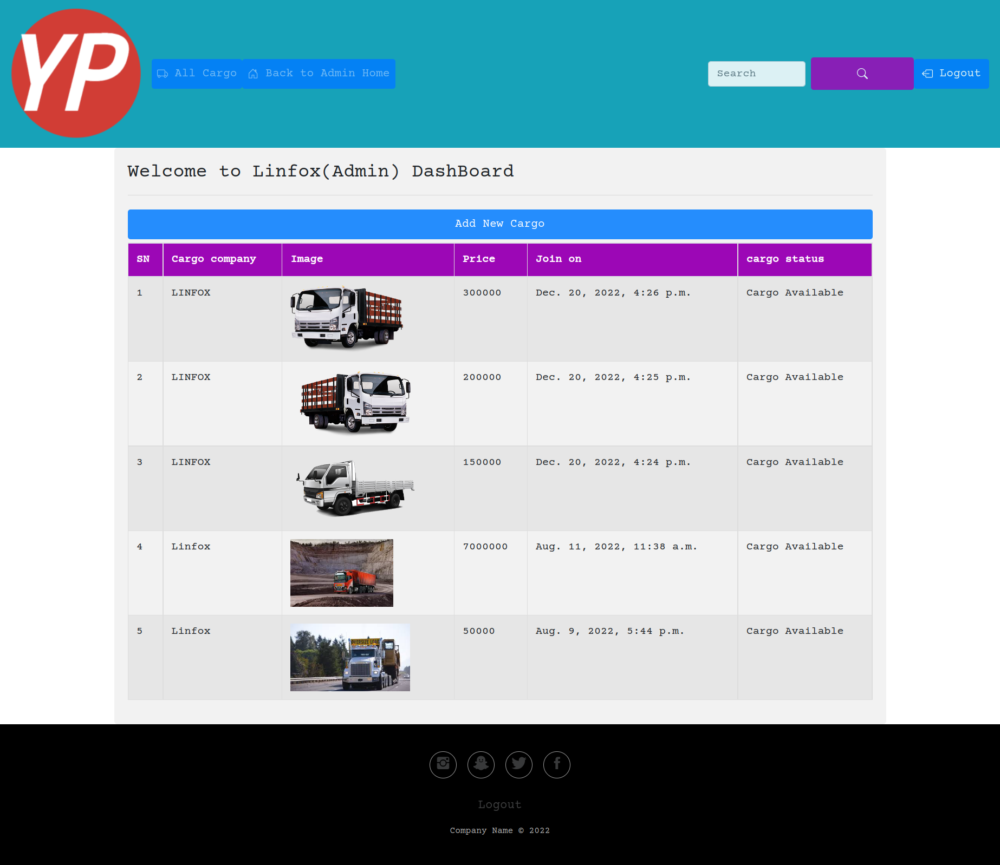 YP
All Cargo
Back to Admin Home
Search
Logout
Welcome to Linfox(Admin) DashBoard
Add New Cargo
SN Cargo company Image Price Join on cargo status
1 LINFOX 300000 Dec. 20, 2022, 4:26 p.m. Cargo Available
2 LINFOX 200000 Dec. 20, 2022, 4:25 p.m. Cargo Available
3 LINFOX 150000 Dec. 20, 2022, 4:24 p.m. Cargo Available
4 Linfox 7000000 Aug. 11, 2022, 11:38 a.m. Cargo Available
5 Linfox 50000 Aug. 9, 2022, 5:44 p.m. Cargo Available
OVERSIZE LOAD
Logout
Company Name © 2022